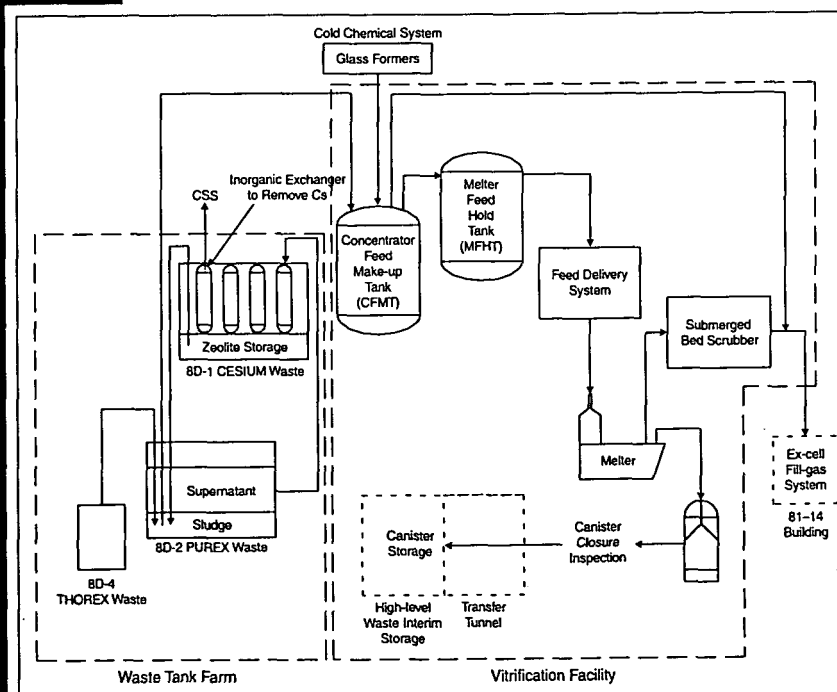 Cold Chemical System
Glass Formers
Inorganic Exchanger
to Remove Cs
CSS
Zeolite Storage
8D-1 CESIUM Waste
Supernatant
Sludge
8D-2 PUREX Waste
8D-4
THOREX Waste
Waste Tank Farm
Concentrator
Feed
Make-up
Tank
(CFMT)
Melter
Feed
Hold
Tank
(MFHT)
Feed Delivery
System
Submerged
Bed Scrubber
Melter
Ex-cell
Fill-gas
System
81-14
Building
Canister
Closure
Inspection
Canister
Storage
High-level
Waste Interim
Storage
Transfer
Tunnel
Vitrification Facility